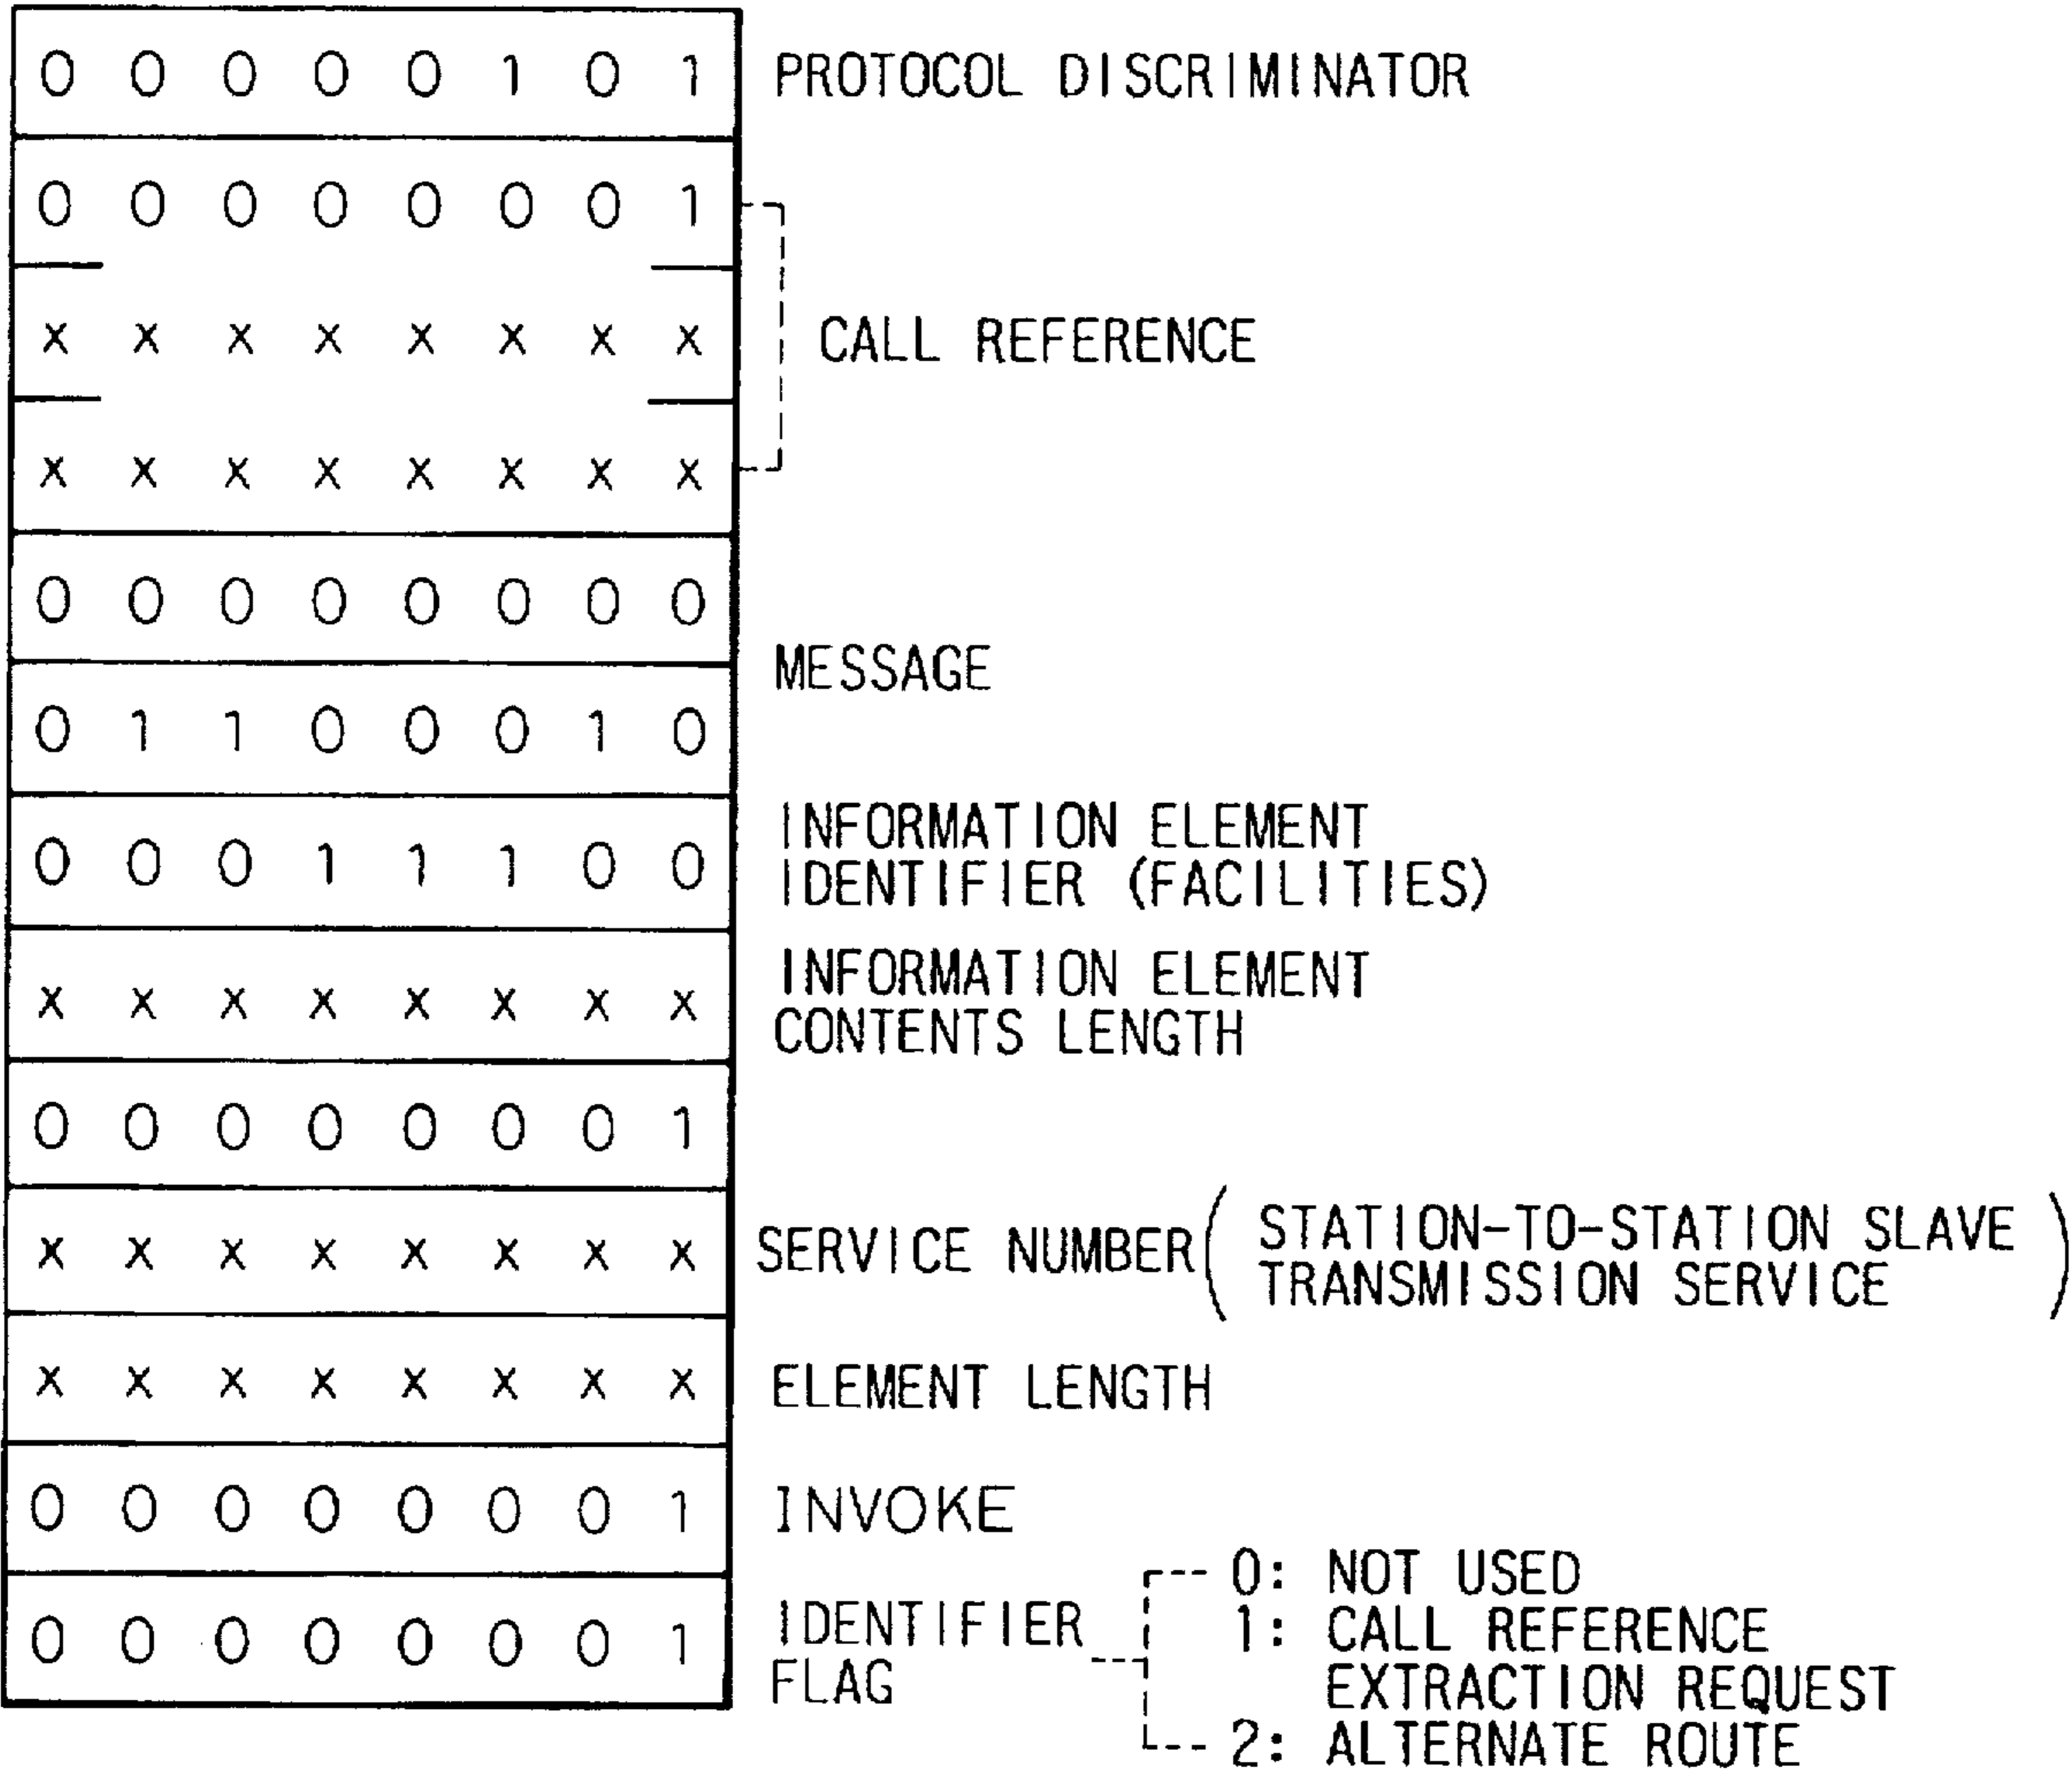 0 0 0 0 0 1 0 1 PROTOCOL DISCRIMINATOR
0 0 0 0 0 0 0 1
x x x x x x x x CALL REFERENCE
x x x x x x x x
0 0 0 0 0 0 0 0
MESSAGE
0 1 1 0 0 0 1 0
0 0 0 1 1 1 0 0
INFORMATION ELEMENT
IDENTIFIER (FACILITIES)
x x x x x x x x
INFORMATION ELEMENT
CONTENTS LENGTH
0 0 0 0 0 0 0 1
x x x x x x x x
SERVICE NUMBER (STATION-TO-STATION SLAVE
TRANSMISSION SERVICE)
x x x x x x x x ELEMENT LENGTH
0 0 0 0 0 0 0 1 INVOKE
0 0 0 0 0 0 0 1
IDENTIFIER
FLAG
0: NOT USED
1: CALL REFERENCE
EXTRACTION REQUEST
2: ALTERNATE ROUTE